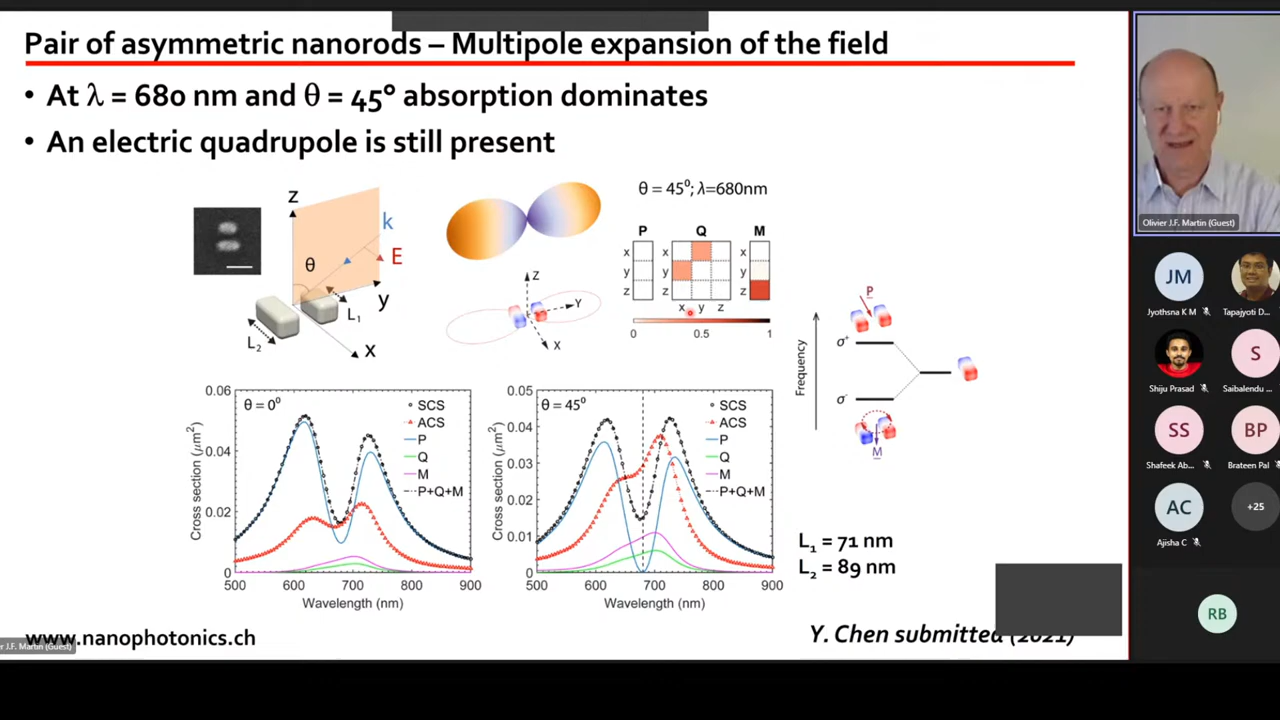 Pair of asymmetric nanorods – Multipole expansion of the field
• At λ = 680 nm and θ = 45° absorption dominates
• An electric quadrupole is still present
z
k
E
θ
y
L₁
L₂
x
Z
Y
X
θ = 45⁰; λ=680nm
P Q M
x x x
y y y
z z z
x y z
0 0.5 1
P
σ⁺
Frequency
σ⁻
M
0.06
0.04
0.02
0
Cross section (μm²)
θ = 0⁰
SCS
ACS
P
Q
M
P+Q+M
500 600 700 800 900
Wavelength (nm)
0.05
0.04
0.03
0.02
0.01
0
Cross section (μm²)
θ = 45⁰
SCS
ACS
P
Q
M
P+Q+M
500 600 700 800 900
Wavelength (nm)
L₁ = 71 nm
L₂ = 89 nm
www.nanophotonics.ch
Y. Chen submitted (2021)
r J.F. Martin (Guest)
Olivier J.F. Martin (Guest)
JM
Jyothsna K M
Tapajyoti D...
Shiju Prasad
S
Saibalendu ...
SS
Shafeek Ab...
BP
Brateen Pal
AC
Ajisha C
+25
RB